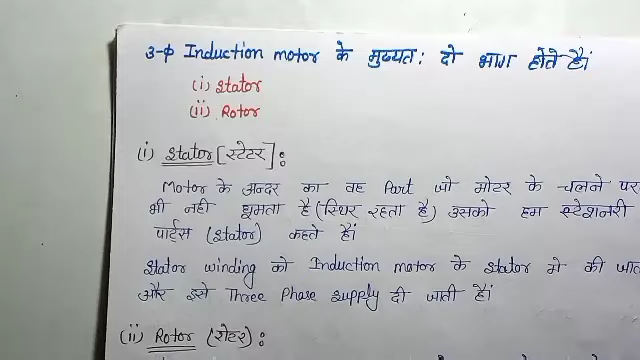 3-φ Induction motor के मुख्यत: दो भाग होते हैं।
(i) Stator
(ii) Rotor
(i) Stator [स्टेटर]:
Motor के अन्दर का वह Part जो मोटर के चलने पर
भी नही घूमता है (स्थिर रहता है) उसको हम स्टेशनरी
पार्ट्स (Stator) कहते हैं।
Stator winding को Induction motor के Stator मे की
और इसे Three Phase Supply दी जाती है।
(ii) Rotor (रोटर):